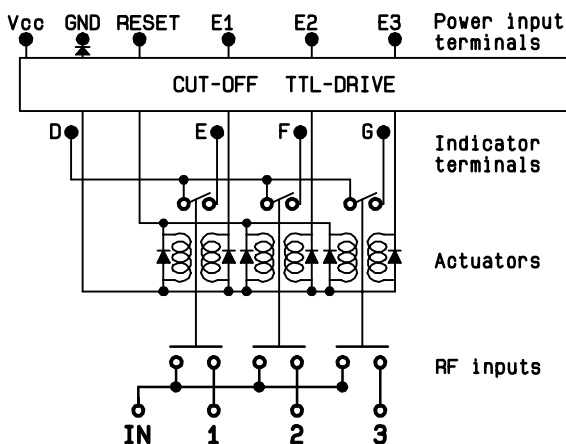 Vcc GND RESET E1 E2 E3 Power input
terminals
CUT-OFF TTL-DRIVE
D E F G Indicator
terminals
Actuators
RF inputs
IN 1 2 3